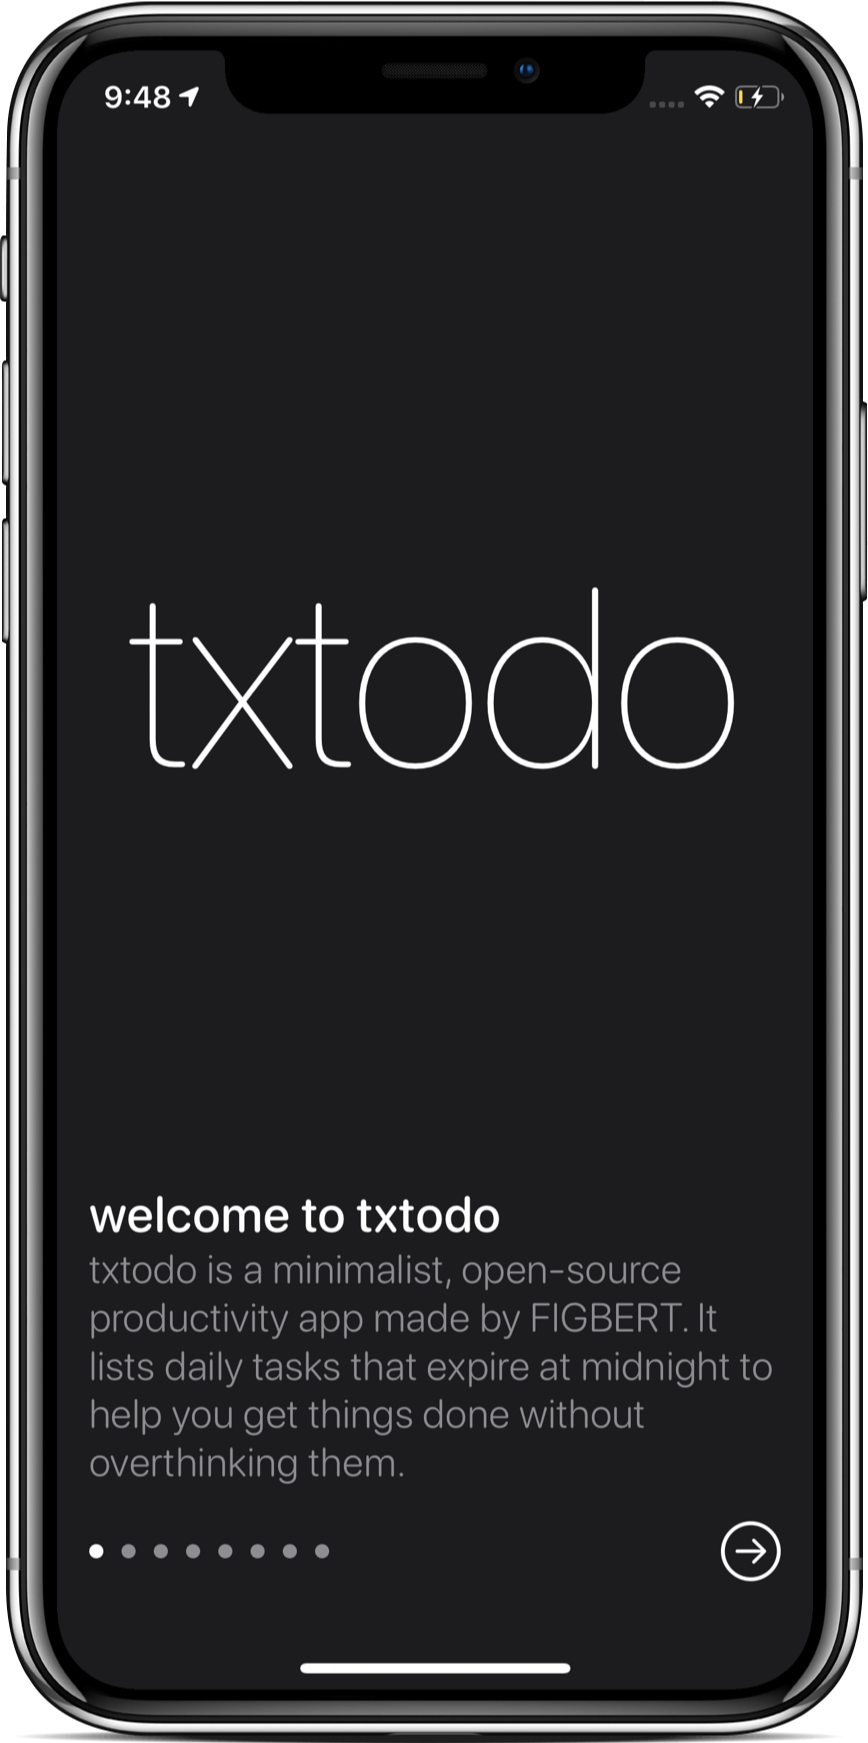 9:48
txtodo
welcome to txtodo
txtodo is a minimalist, open-source
productivity app made by FIGBERT. It
lists daily tasks that expire at midnight to
help you get things done without
overthinking them.